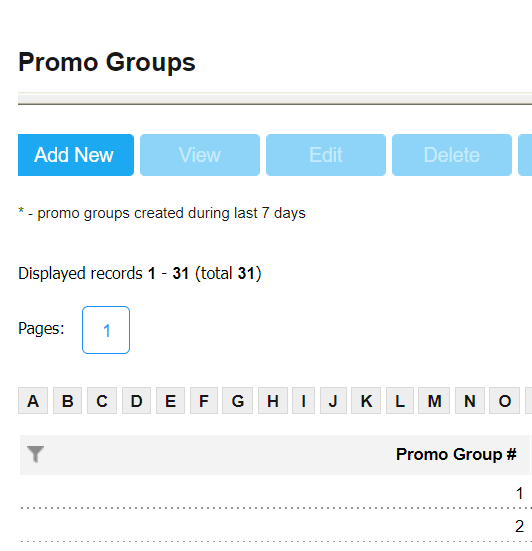 Promo Groups
Add New View Edit Delete
* - promo groups created during last 7 days
Displayed records 1 - 31 (total 31)
Pages: 1
A B C D E F G H I J K L M N O
Promo Group #
1
2